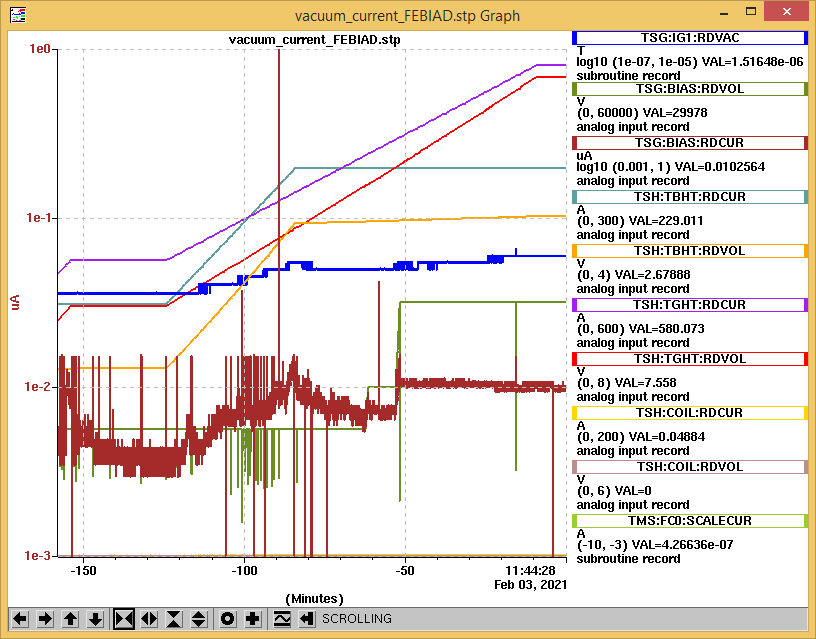 vacuum_current_FEBIAD.stp Graph
vacuum_current_FEBIAD.stp
1e0
1e-1
uA
1e-2
1e-3
-150
-100
-50
11:44:28
Feb 03, 2021
(Minutes)
TSG:IG1:RDVAC
T
log10 (1e-07, 1e-05) VAL=1.51648e-06
subroutine record
TSG:BIAS:RDVOL
V
(0, 60000) VAL=29978
analog input record
TSG:BIAS:RDCUR
uA
log10 (0.001, 1) VAL=0.0102564
analog input record
TSH:TBHT:RDCUR
A
(0, 300) VAL=229.011
analog input record
TSH:TBHT:RDVOL
V
(0, 4) VAL=2.67888
analog input record
TSH:TGHT:RDCUR
A
(0, 600) VAL=580.073
analog input record
TSH:TGHT:RDVOL
V
(0, 8) VAL=7.558
analog input record
TSH:COIL:RDCUR
A
(0, 200) VAL=0.04884
analog input record
TSH:COIL:RDVOL
V
(0, 6) VAL=0
analog input record
TMS:FC0:SCALECUR
A
(-10, -3) VAL=4.26636e-07
subroutine record
SCROLLING